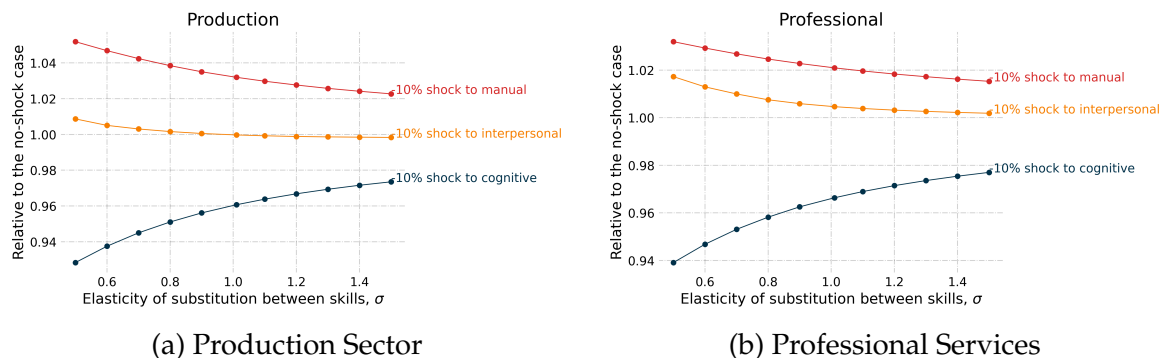 Production
Relative to the no-shock case
1.04
1.02
1.00
0.98
0.96
0.94
0.6
0.8
1.0
1.2
1.4
Elasticity of substitution between skills, σ
-10% shock to manual
-10% shock to interpersonal
-10% shock to cognitive
(a) Production Sector
Professional
Relative to the no-shock case
1.02
1.00
0.98
0.96
0.94
0.6
0.8
1.0
1.2
1.4
Elasticity of substitution between skills, σ
-10% shock to manual
-10% shock to interpersonal
-10% shock to cognitive
(b) Professional Services